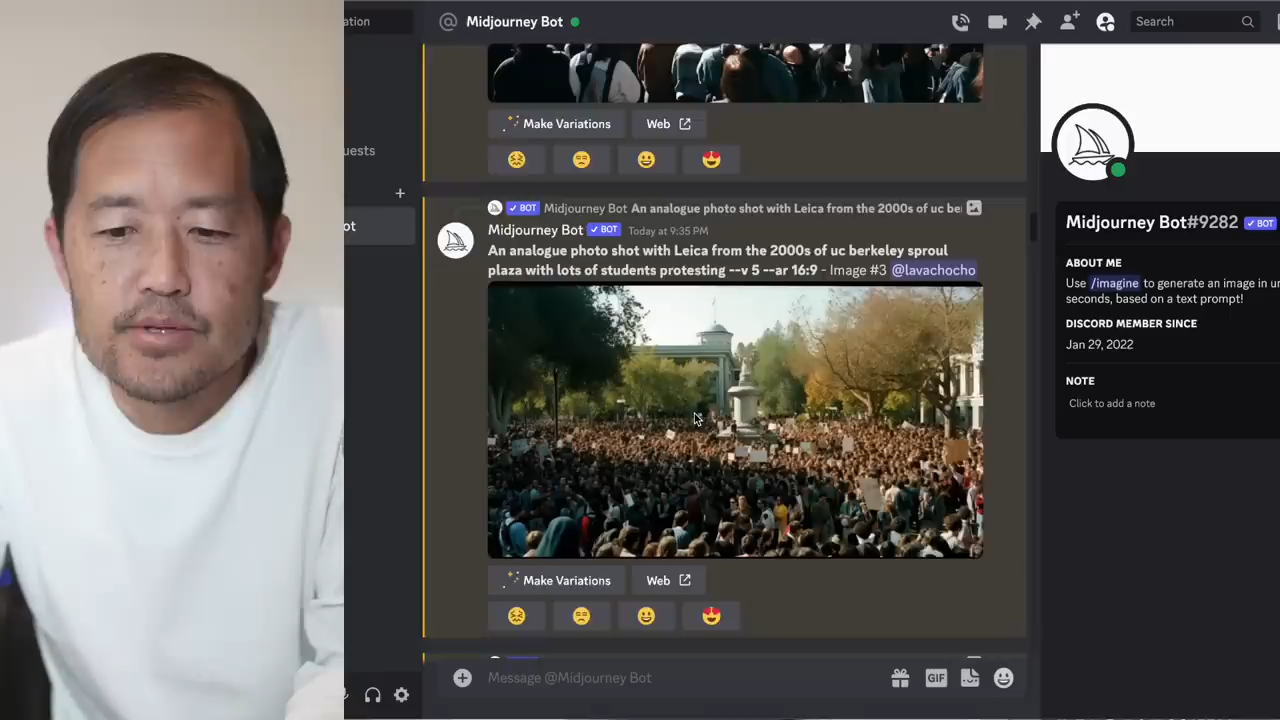 ation
Midjourney Bot
Search
Make Variations
Web
uests
+
BOT Midjourney Bot An analogue photo shot with Leica from the 2000s of uc be
ot
Midjourney Bot BOT Today at 9:35 PM
An analogue photo shot with Leica from the 2000s of uc berkeley sproul
plaza with lots of students protesting --v 5 --ar 16:9 - Image #3 @lavachocho
Midjourney Bot#9282 BOT
ABOUT ME
Use /imagine to generate an image in un
seconds, based on a text prompt!
DISCORD MEMBER SINCE
Jan 29, 2022
NOTE
Click to add a note
Make Variations
Web
Message @Midjourney Bot
GIF